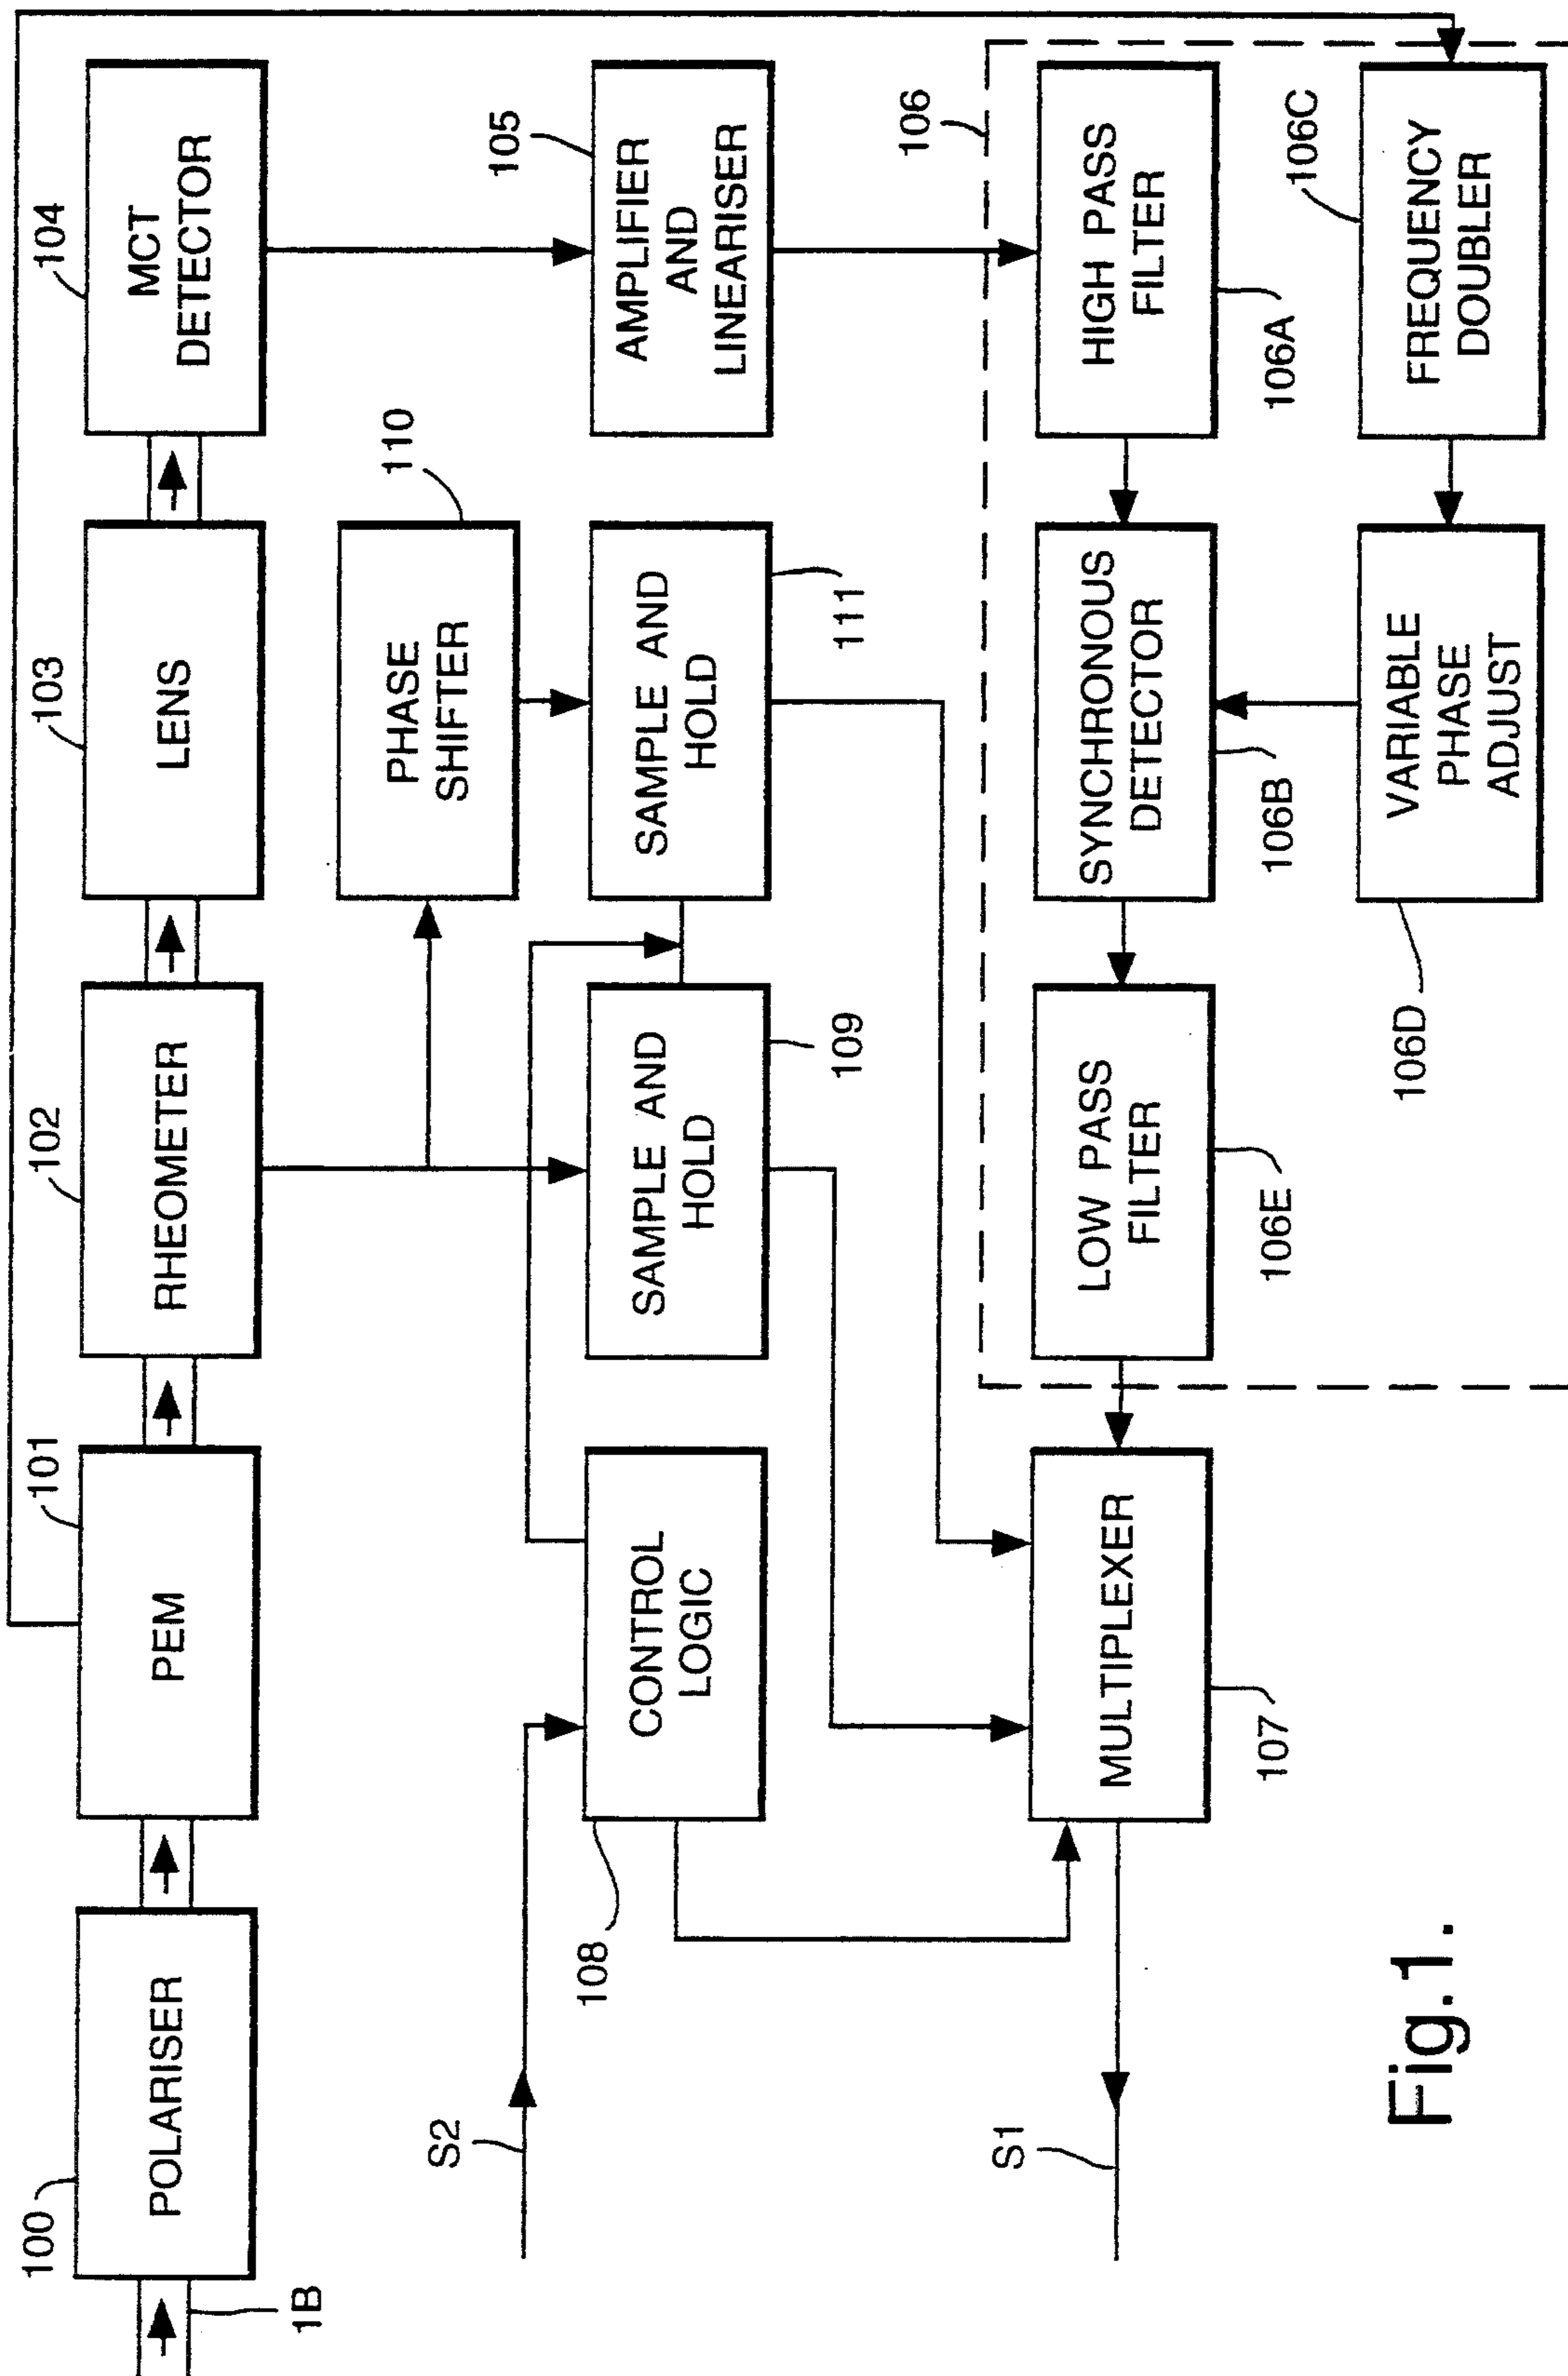 100
101
102
103
104
POLARISER
PEM
RHEOMETER
LENS
MCT
DETECTOR
1B
110
PHASE
SHIFTER
S2
108
CONTROL
LOGIC
SAMPLE AND
HOLD
109
SAMPLE AND
HOLD
111
105
AMPLIFIER
AND
LINEARISER
106
S1
MULTIPLEXER
107
LOW PASS
FILTER
106E
SYNCHRONOUS
DETECTOR
106B
HIGH PASS
FILTER
106A
106D
VARIABLE
PHASE
ADJUST
106C
FREQUENCY
DOUBLER
Fig.1.